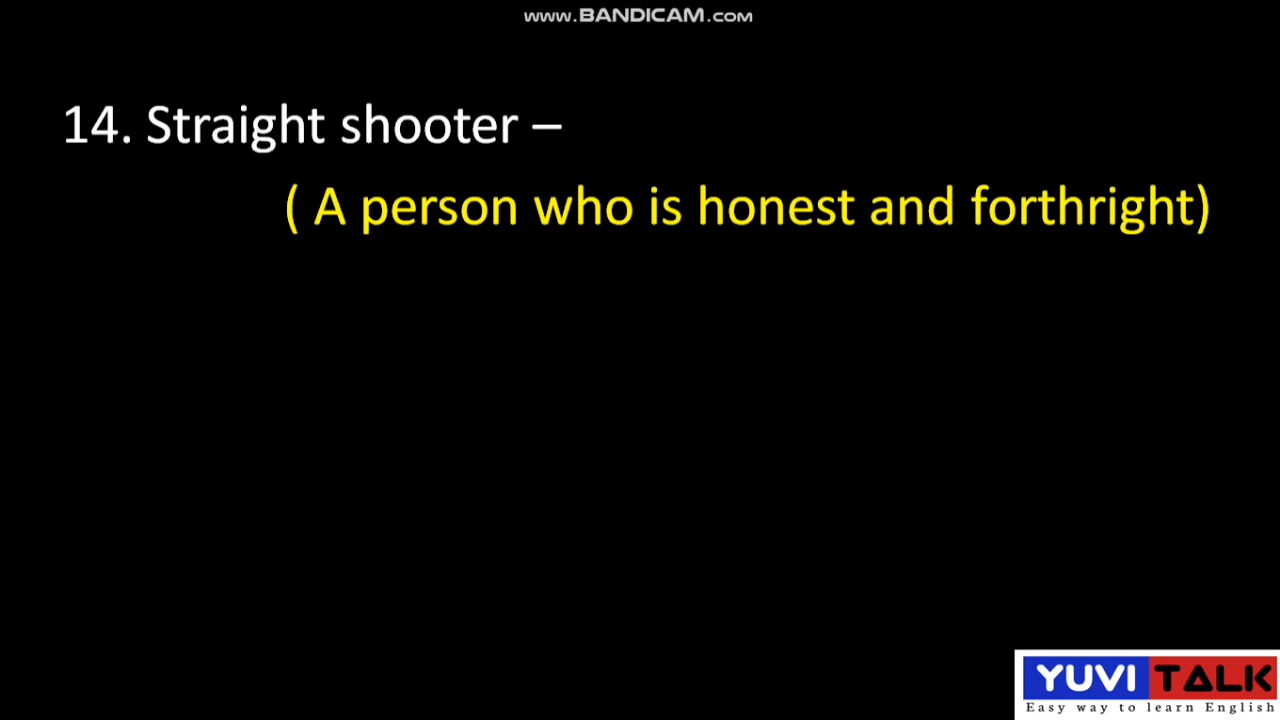 www.BANDICAM.com
14. Straight shooter –
( A person who is honest and forthright)
YUVI TALK
Easy way to learn English